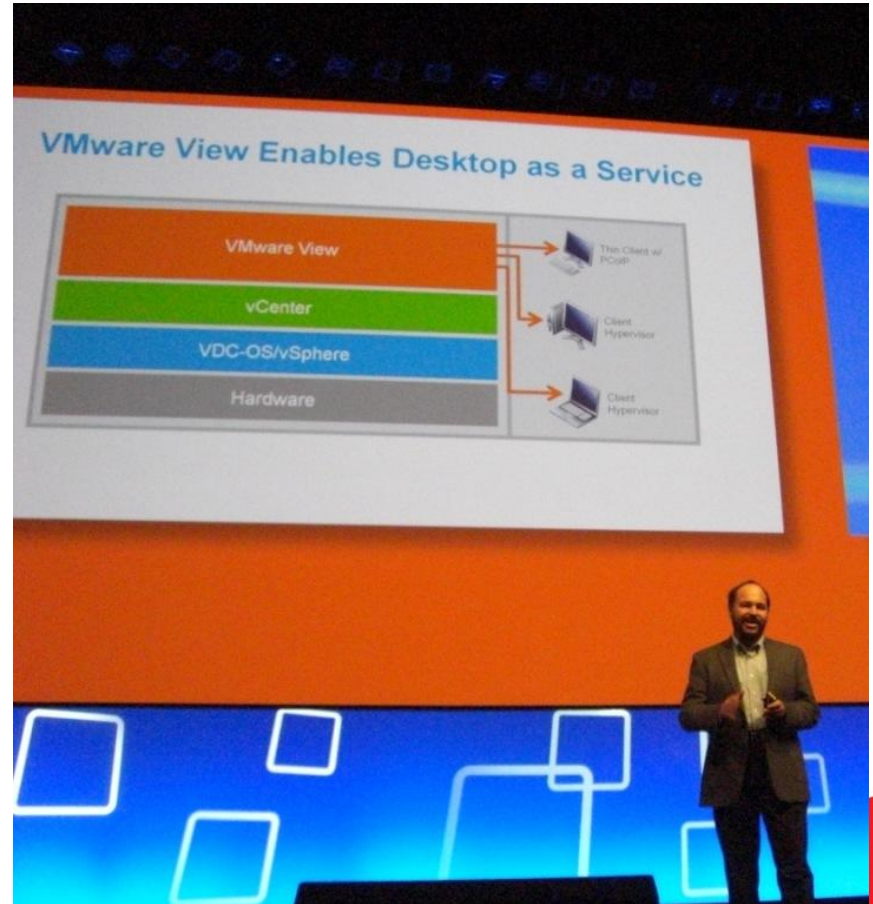 VMware View Enables Desktop as a Service
VMware View
vCenter
VDC-OS/vSphere
Hardware
Thin Client w/
PCoIP
Client
Hypervisor
Client
Hypervisor